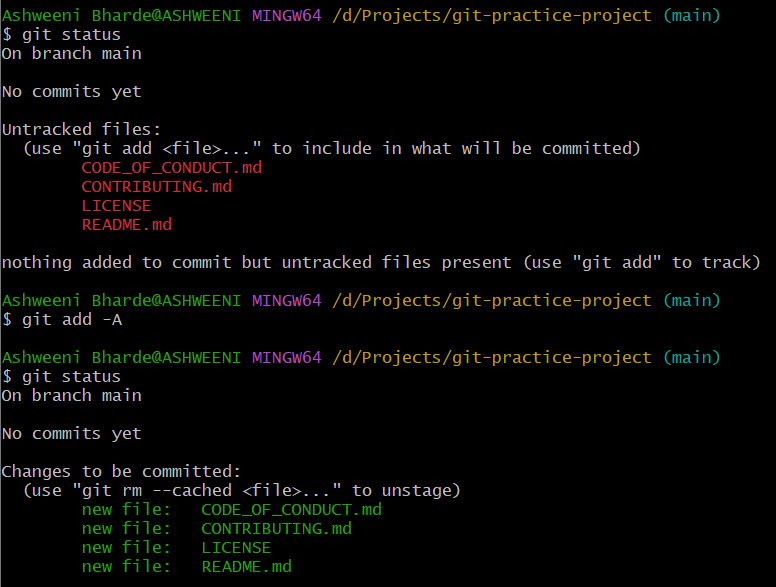 Ashweeni Bharde@ASHWEENI MINGW64 /d/Projects/git-practice-project (main)
$ git status
On branch main
No commits yet
Untracked files:
  (use "git add <file>..." to include in what will be committed)
        CODE_OF_CONDUCT.md
        CONTRIBUTING.md
        LICENSE
        README.md
nothing added to commit but untracked files present (use "git add" to track)
Ashweeni Bharde@ASHWEENI MINGW64 /d/Projects/git-practice-project (main)
$ git add -A
Ashweeni Bharde@ASHWEENI MINGW64 /d/Projects/git-practice-project (main)
$ git status
On branch main
No commits yet
Changes to be committed:
  (use "git rm --cached <file>..." to unstage)
        new file:   CODE_OF_CONDUCT.md
        new file:   CONTRIBUTING.md
        new file:   LICENSE
        new file:   README.md